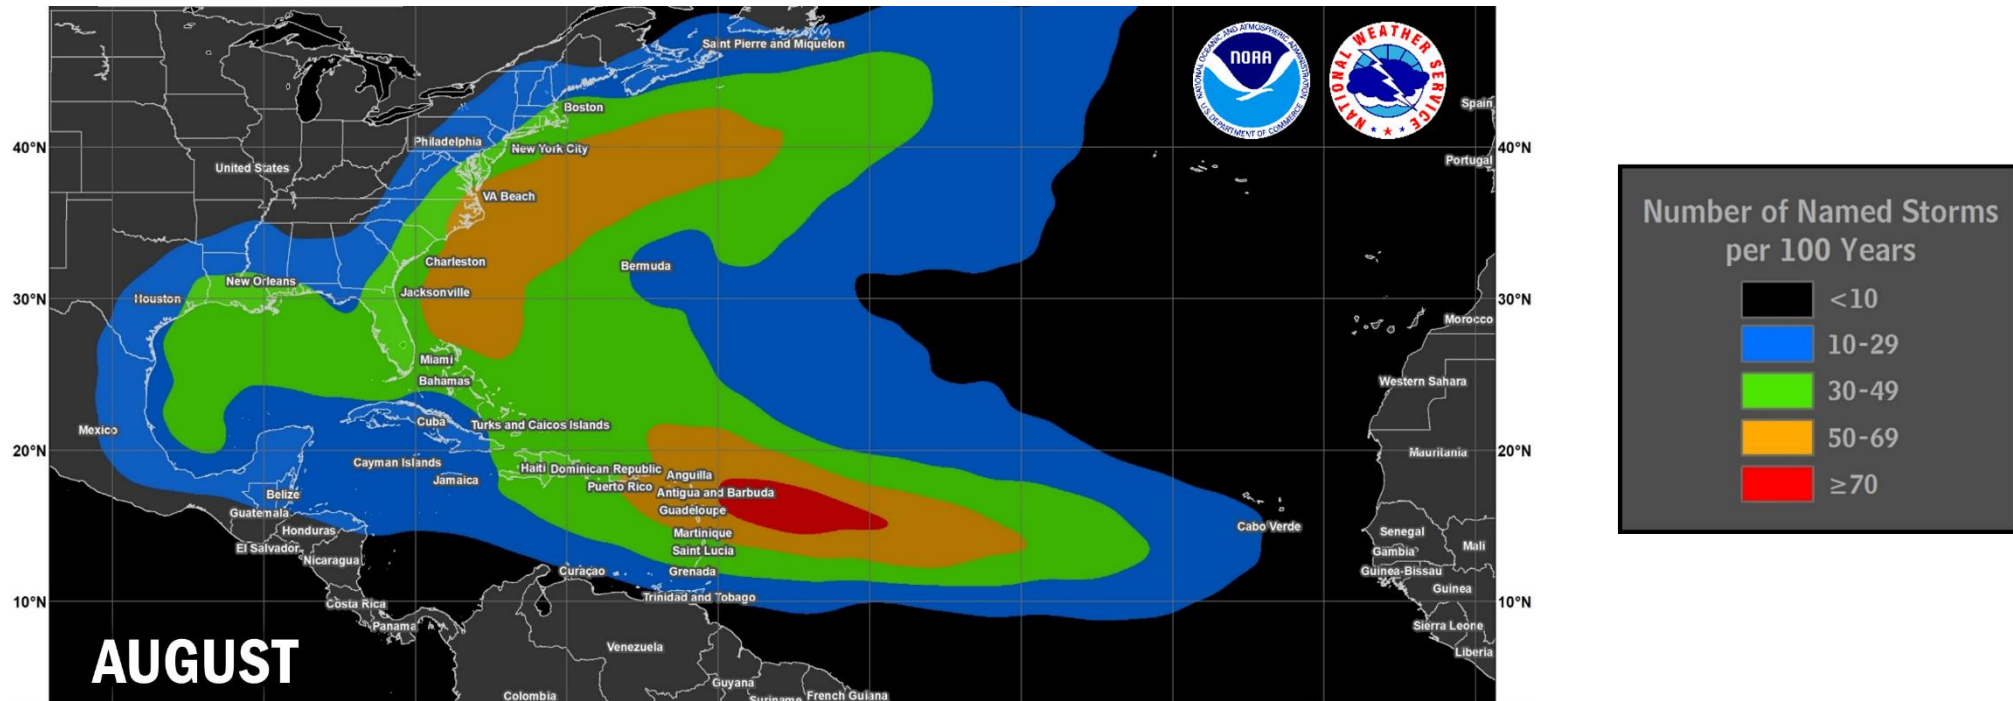 Saint Pierre and Miquelon
NATIONAL OCEANIC AND ATMOSPHERIC ADMINISTRATION
NOAA
U.S. DEPARTMENT OF COMMERCE
NATIONAL WEATHER SERVICE
Spain
Boston
Philadelphia
40°N
New York City
40°N
Portugal
United States
VA Beach
Charleston
Bermuda
New Orleans
Jacksonville
Houston
30°N
30°N
Morocco
Miami
Bahamas
Western Sahara
Cuba
Turks and Caicos Islands
Mexico
20°N
20°N
Mauritania
Cayman Islands
Haiti
Dominican Republic
Anguilla
Jamaica
Puerto Rico
Antigua and Barbuda
Belize
Guadeloupe
Guatemala
Cabo Verde
Honduras
Martinique
Senegal
El Salvador
Saint Lucia
Gambia
Mali
Nicaragua
Curaçao
Grenada
Guinea-Bissau
Guinea
Costa Rica
Trinidad and Tobago
10°N
10°N
Panama
Sierra Leone
Venezuela
Liberia
AUGUST
Guyana
Colombia
Suriname
French Guiana
Number of Named Storms
per 100 Years
<10
10-29
30-49
50-69
≥70